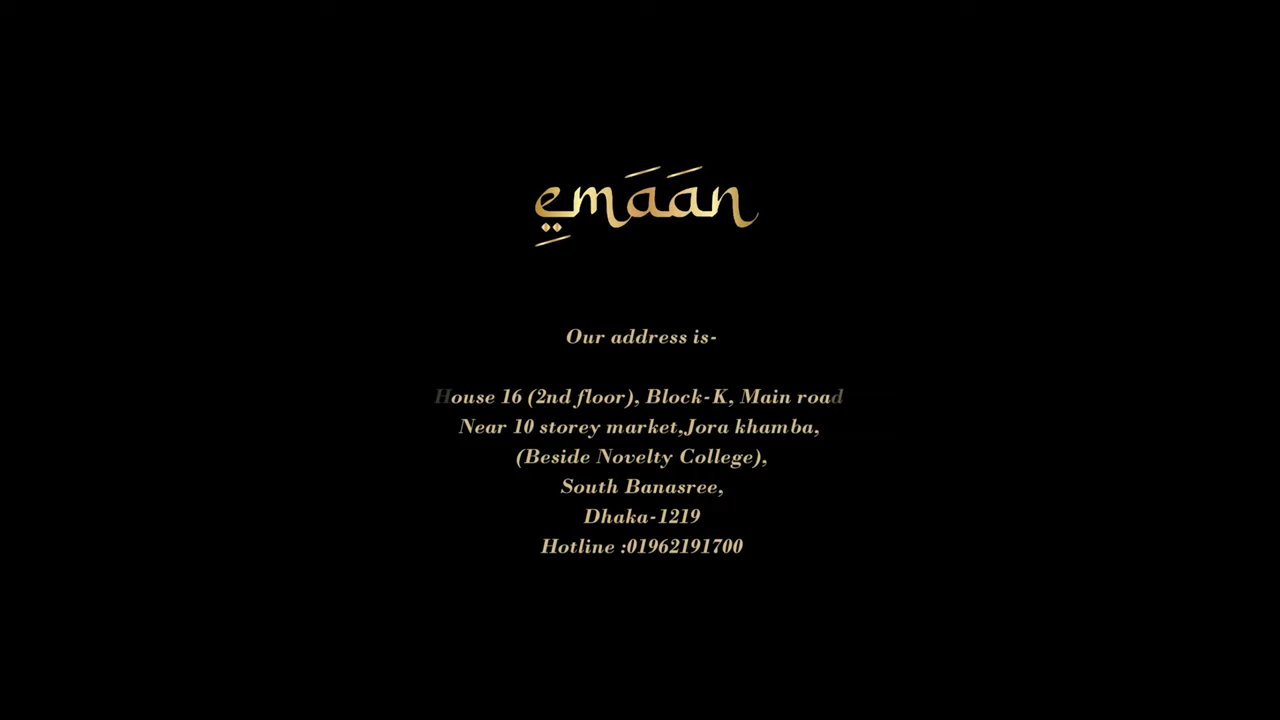 emaan
Our address is-
House 16 (2nd floor), Block-K, Main road
Near 10 storey market,Jora khamba,
(Beside Novelty College),
South Banasree,
Dhaka-1219
Hotline :01962191700